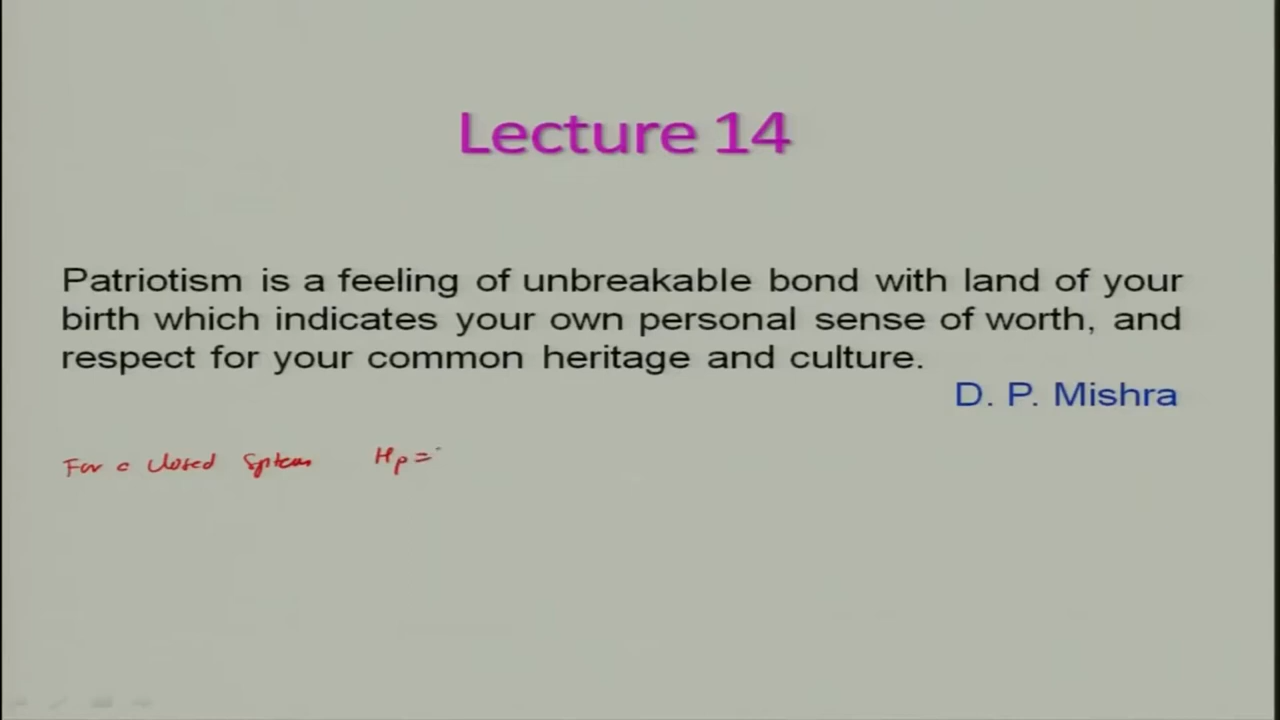 Lecture 14
Patriotism is a feeling of unbreakable bond with land of your
birth which indicates your own personal sense of worth, and
respect for your common heritage and culture.
D. P. Mishra
For a Closed System Hp =